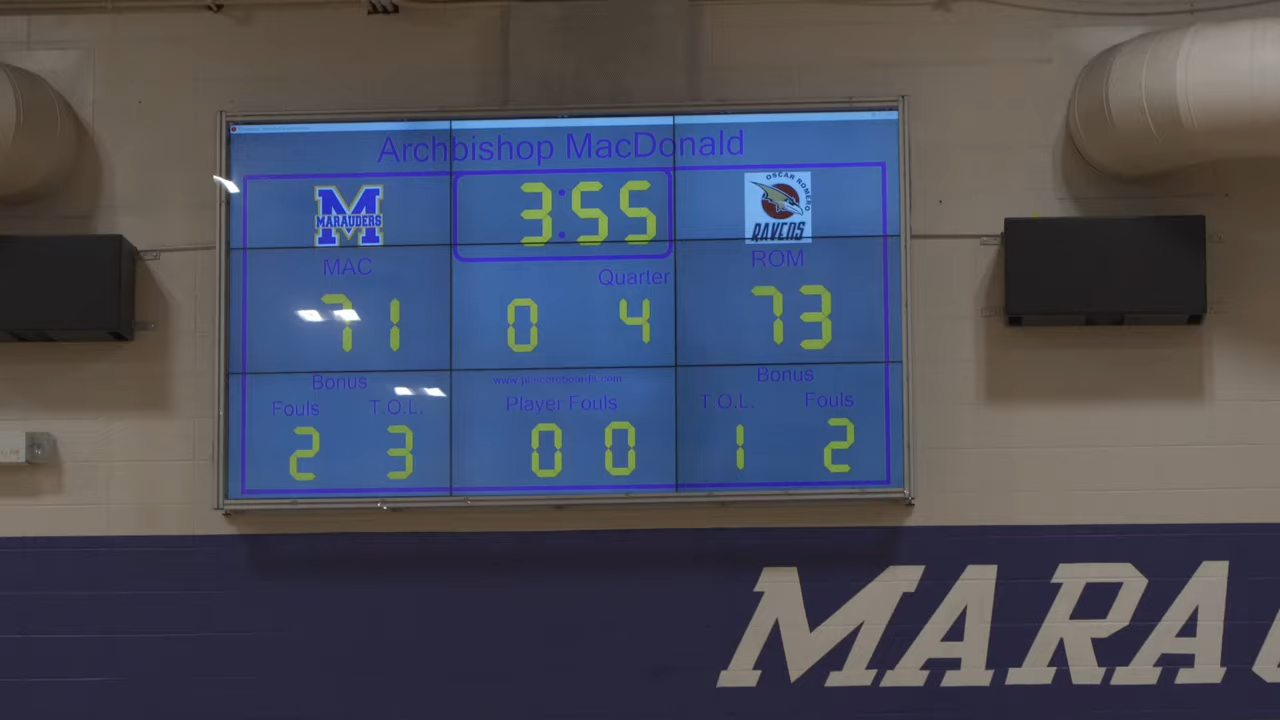 Archbishop MacDonald
M
MARAUDERS
3:55
OSCAR ROMERO
RAVENS
MAC
Quarter
ROM
71
0
4
73
Bonus
Bonus
Fouls
T.O.L.
Player Fouls
T.O.L.
Fouls
2
3
0
0
1
2
MARA